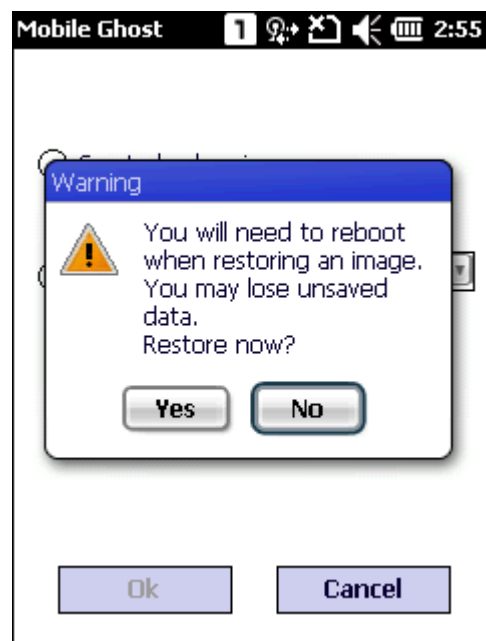 Mobile Ghost 1 2:55
Warning
You will need to reboot
when restoring an image.
You may lose unsaved
data.
Restore now?
Yes No
Ok Cancel